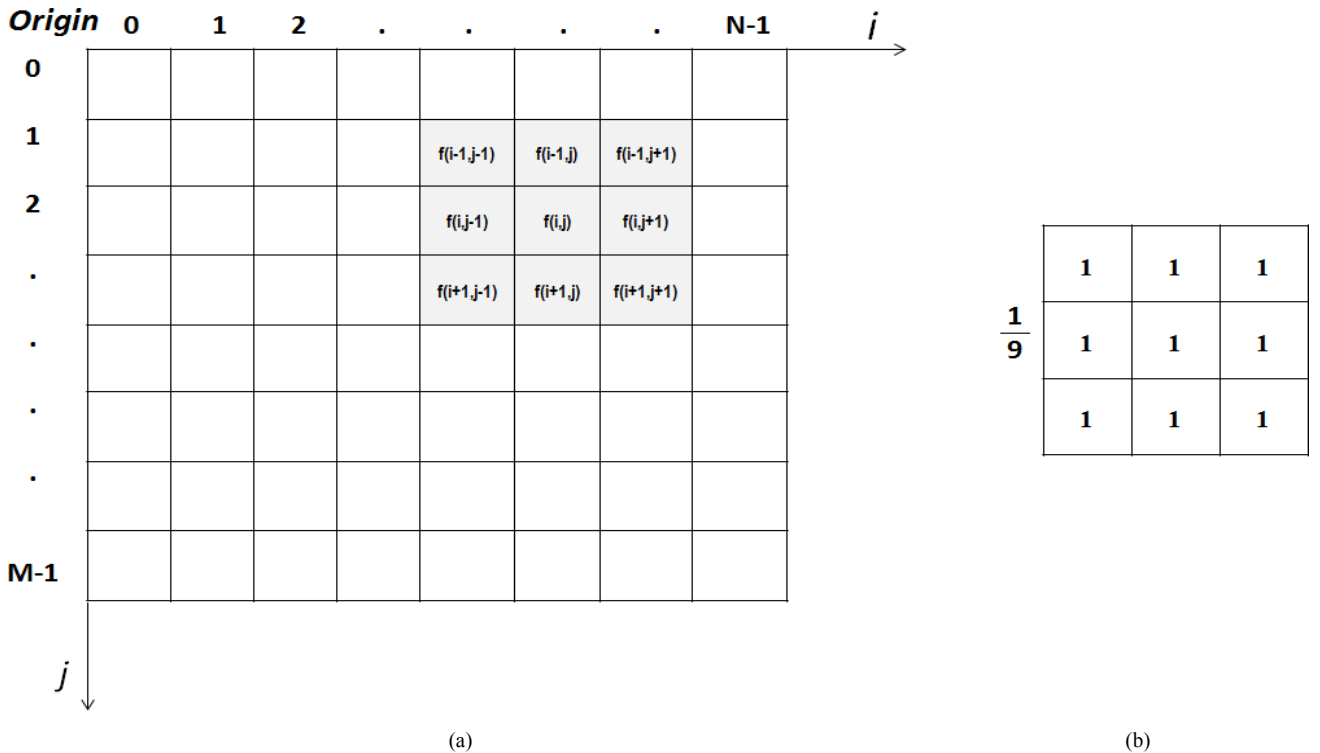 Origin 0 1 2 . . . . N-1 i
0
1
f(i-1,j-1) f(i-1,j) f(i-1,j+1)
2
f(i,j-1) f(i,j) f(i,j+1)
.
f(i+1,j-1) f(i+1,j) f(i+1,j+1)
.
.
.
M-1
j
(a)
1 1 1
1
9
1 1 1
1 1 1
(b)